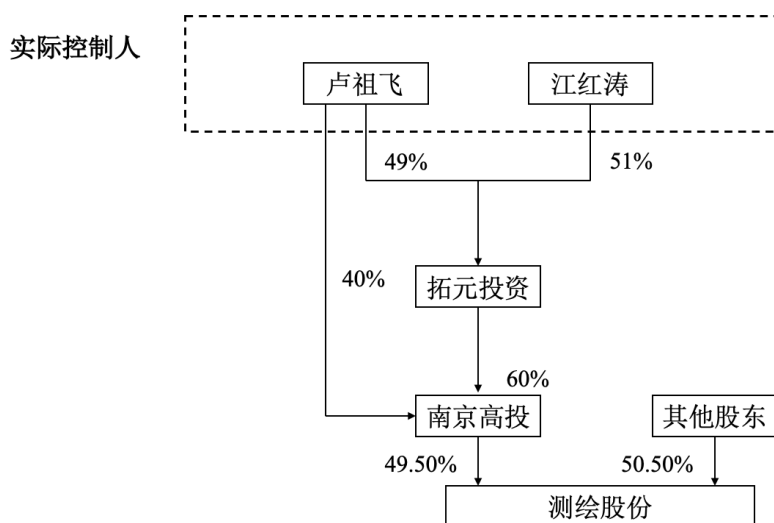 实际控制人
卢祖飞
江红涛
49%
51%
40%
拓元投资
60%
南京高投
其他股东
49.50%
50.50%
测绘股份